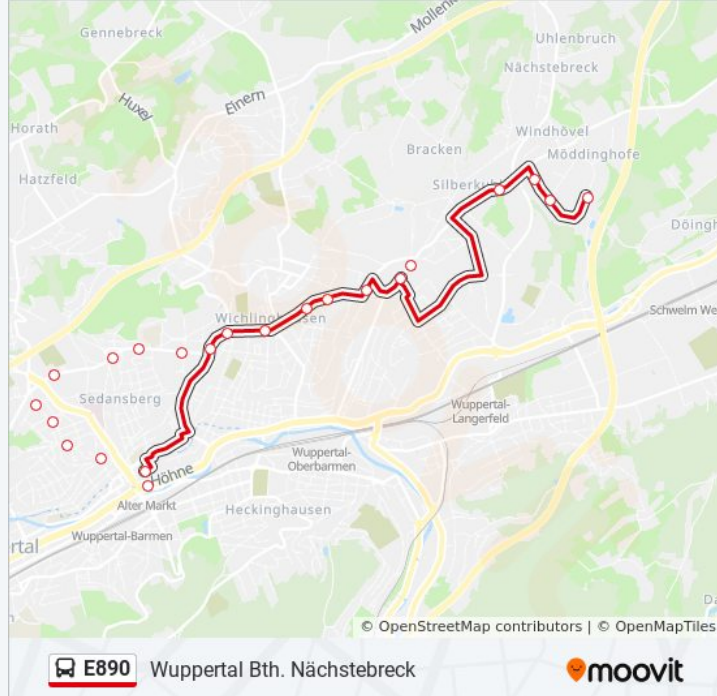 Gennebreck
Mollenk
Uhlenbruch
Nächstebreck
Huxel
Einern
Horath
Bracken
Windhövel
Möddinghofe
Hatzfeld
Silberkuhl
Döingh
Schwelm We
Wichlinghausen
Sedansberg
Wuppertal-
Langerfeld
Wuppertal-
Oberbarmen
Höhne
Alter Markt
Heckinghausen
Wuppertal-Barmen
rtal
Da
© OpenStreetMap contributors | © OpenMapTiles
E890 Wuppertal Bth. Nächstebreck
moovit